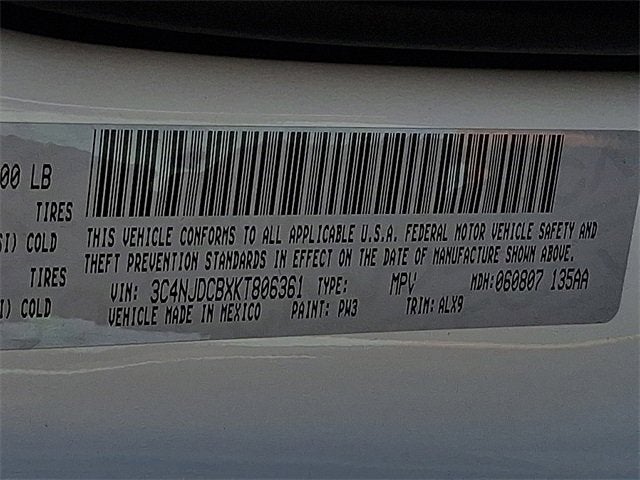 00 LB
TIRES
SI) COLD
TIRES
SI) COLD
THIS VEHICLE CONFORMS TO ALL APPLICABLE U.S.A. FEDERAL MOTOR VEHICLE SAFETY AND
THEFT PREVENTION STANDARDS IN EFFECT ON THE DATE OF MANUFACTURE SHOWN ABOVE.
VIN: 3C4NJDCBXKT806361 TYPE: MPV MDH:060807 135AA
VEHICLE MADE IN MEXICO PAINT: PW3 TRIM:ALX9